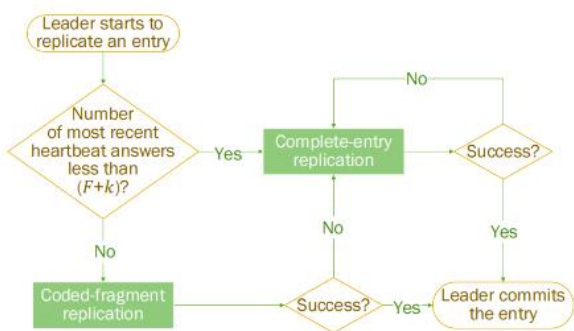 Leader starts to
replicate an entry
Number
of most recent
heartbeat answers
less than
(F+k)?
Yes
Complete-entry
replication
No
Success?
No
Yes
No
Coded-fragment
replication
Success?
Yes
Leader commits
the entry